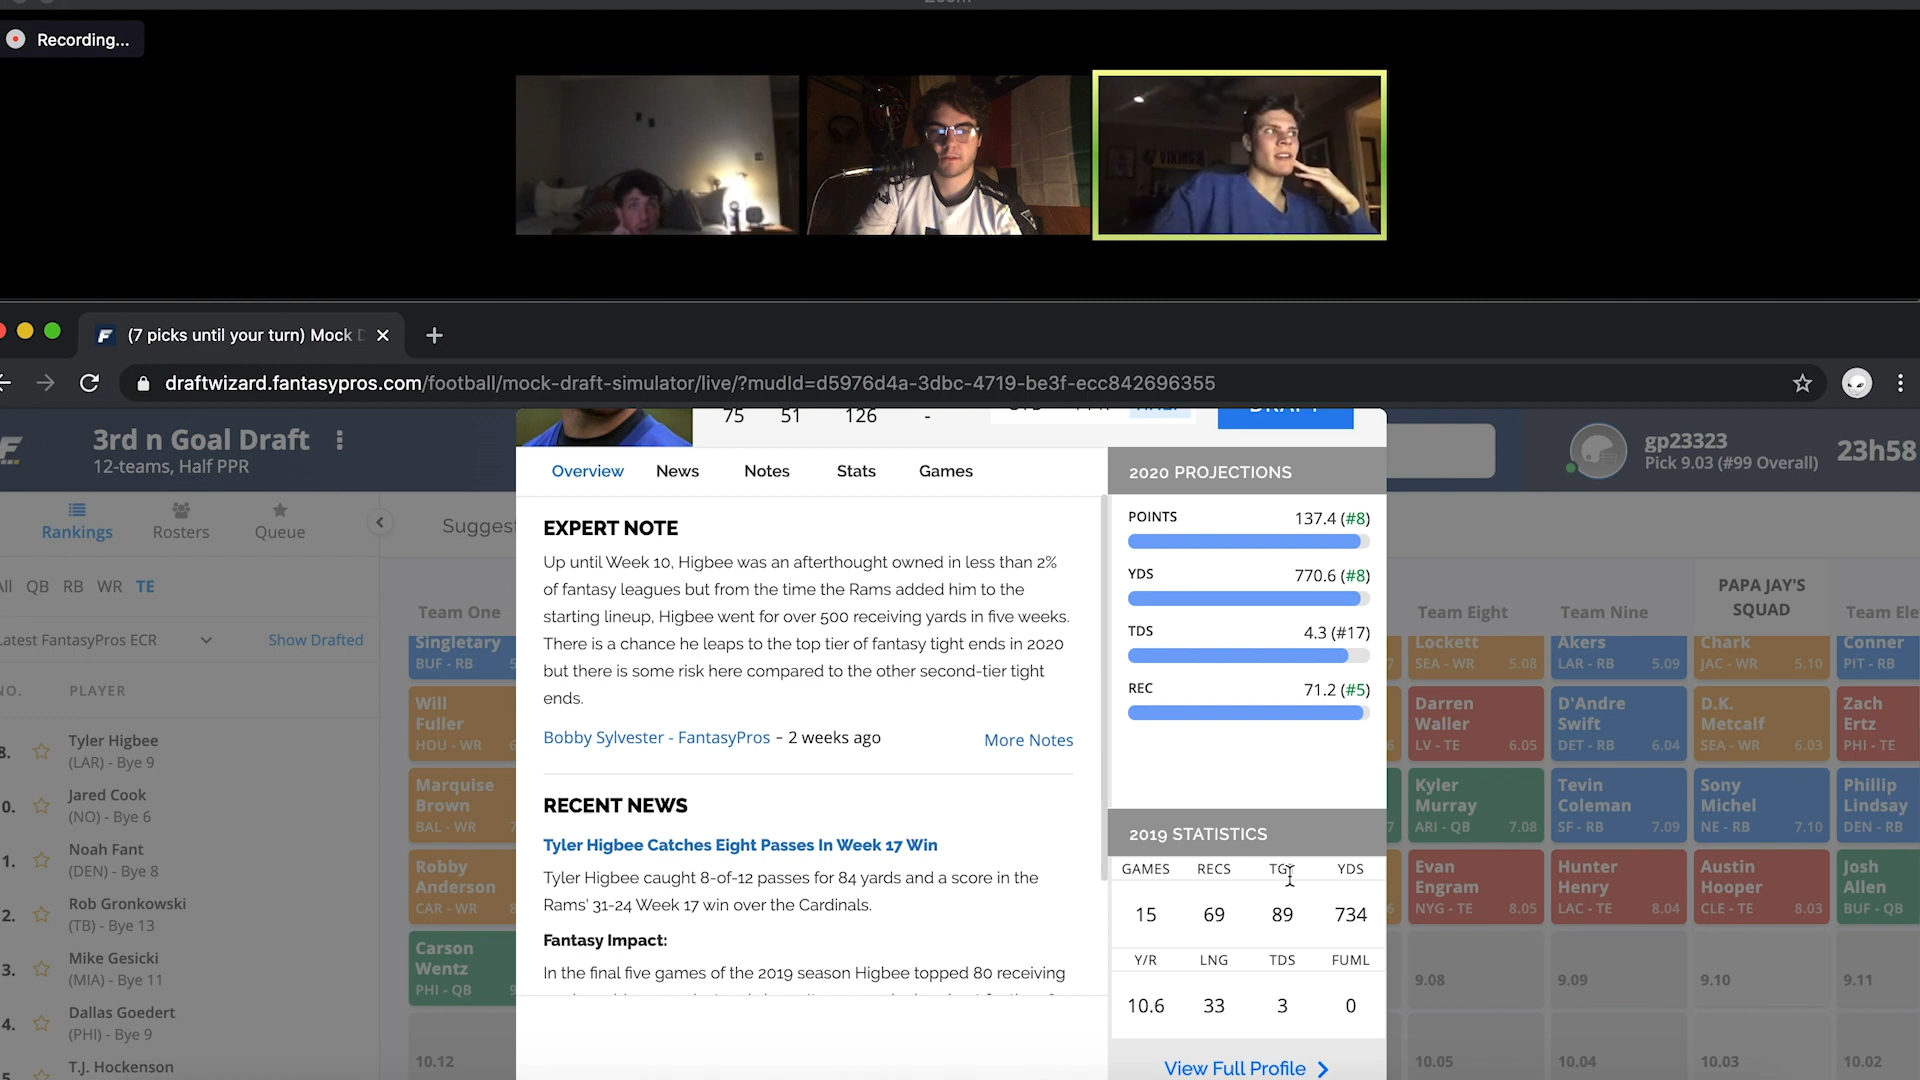 Zoom
Recording...
VIKINGS
(7 picks until your turn) Mock D
draftwizard.fantasypros.com/football/mock-draft-simulator/live/?mudId=d5976d4a-3dbc-4719-be3f-ecc842696355
75 51 126 -
DRAFT
3rd n Goal Draft
12-teams, Half PPR
gp23323
Pick 9.03 (#99 Overall)
23h58
Rankings Rosters Queue
Suggest
QB RB WR TE
Latest FantasyPros ECR
Show Drafted
NO. PLAYER
8. Tyler Higbee
(LAR) - Bye 9
0. Jared Cook
(NO) - Bye 6
1. Noah Fant
(DEN) - Bye 8
2. Rob Gronkowski
(TB) - Bye 13
3. Mike Gesicki
(MIA) - Bye 11
4. Dallas Goedert
(PHI) - Bye 9
5. T.J. Hockenson
Team One
Singletary
BUF - RB 5
Will
Fuller
HOU - WR 6
Marquise
Brown
BAL - WR 7
Robby
Anderson
CAR - WR 8
Carson
Wentz
PHI - QB 9
10.12
Overview News Notes Stats Games
EXPERT NOTE
Up until Week 10, Higbee was an afterthought owned in less than 2%
of fantasy leagues but from the time the Rams added him to the
starting lineup, Higbee went for over 500 receiving yards in five weeks.
There is a chance he leaps to the top tier of fantasy tight ends in 2020
but there is some risk here compared to the other second-tier tight
ends.
Bobby Sylvester - FantasyPros - 2 weeks ago
More Notes
RECENT NEWS
Tyler Higbee Catches Eight Passes In Week 17 Win
Tyler Higbee caught 8-of-12 passes for 84 yards and a score in the
Rams' 31-24 Week 17 win over the Cardinals.
Fantasy Impact:
In the final five games of the 2019 season Higbee topped 80 receiving
2020 PROJECTIONS
POINTS 137.4 (#8)
YDS 770.6 (#8)
TDS 4.3 (#17)
REC 71.2 (#5)
2019 STATISTICS
GAMES RECS TGT YDS
15 69 89 734
Y/R LNG TDS FUML
10.6 33 3 0
View Full Profile
Team Eight
Lockett
SEA - WR 5.08
Darren
Waller
LV - TE 6.05
Kyler
Murray
ARI - QB 7.08
Evan
Engram
NYG - TE 8.05
9.08
10.05
Team Nine
Akers
LAR - RB 5.09
D'Andre
Swift
DET - RB 6.04
Tevin
Coleman
SF - RB 7.09
Hunter
Henry
LAC - TE 8.04
9.09
10.04
PAPA JAY'S
SQUAD
Chark
JAC - WR 5.10
D.K.
Metcalf
SEA - WR 6.03
Sony
Michel
NE - RB 7.10
Austin
Hooper
CLE - TE 8.03
9.10
10.03
Team Ele
Conner
PIT - RB
Zach
Ertz
PHI - TE
Phillip
Lindsay
DEN - RB
Josh
Allen
BUF - QB
9.11
10.02